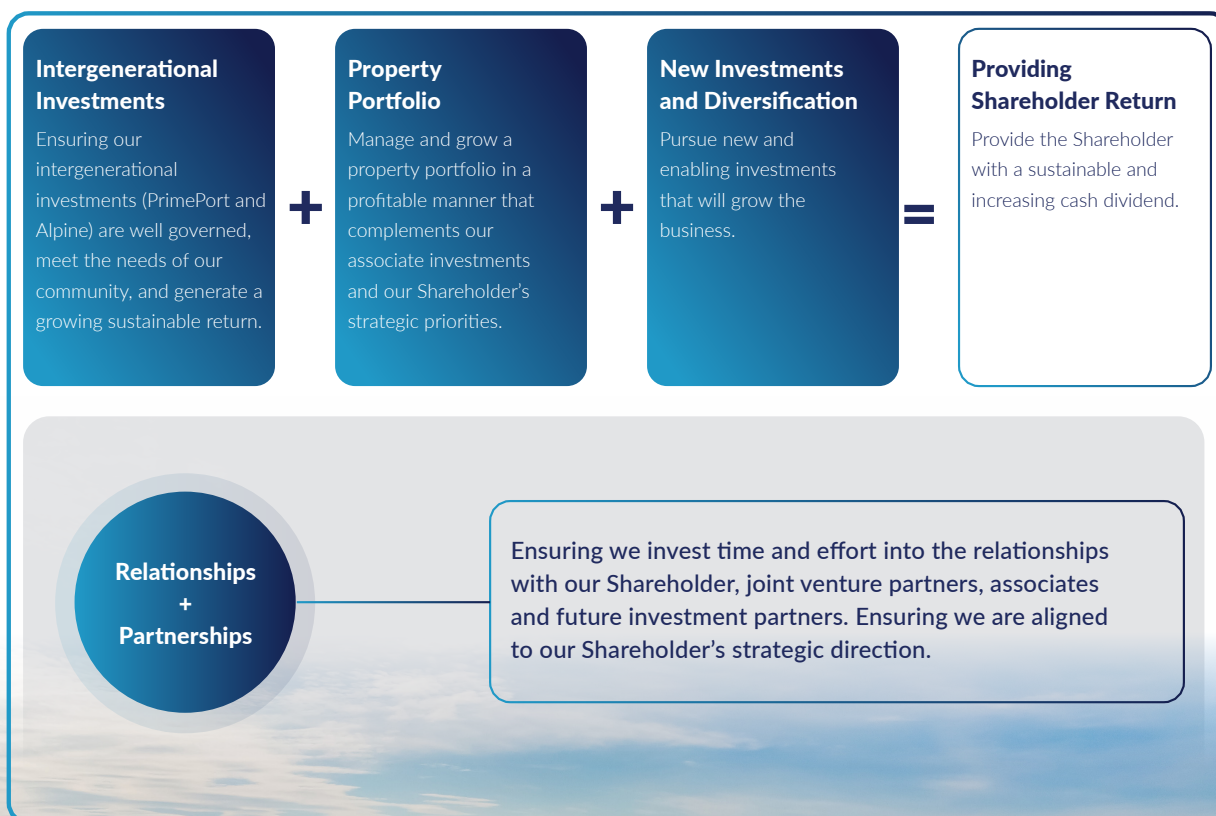 Intergenerational
Investments
Ensuring our
intergenerational
investments (PrimePort and
Alpine) are well governed,
meet the needs of our
community, and generate a
growing sustainable return.
+
Property
Portfolio
Manage and grow a
property portfolio in a
profitable manner that
complements our
associate investments
and our Shareholder’s
strategic priorities.
+
New Investments
and Diversification
Pursue new and
enabling investments
that will grow the
business.
=
Providing
Shareholder Return
Provide the Shareholder
with a sustainable and
increasing cash dividend.
Relationships
+
Partnerships
Ensuring we invest time and effort into the relationships
with our Shareholder, joint venture partners, associates
and future investment partners. Ensuring we are aligned
to our Shareholder’s strategic direction.